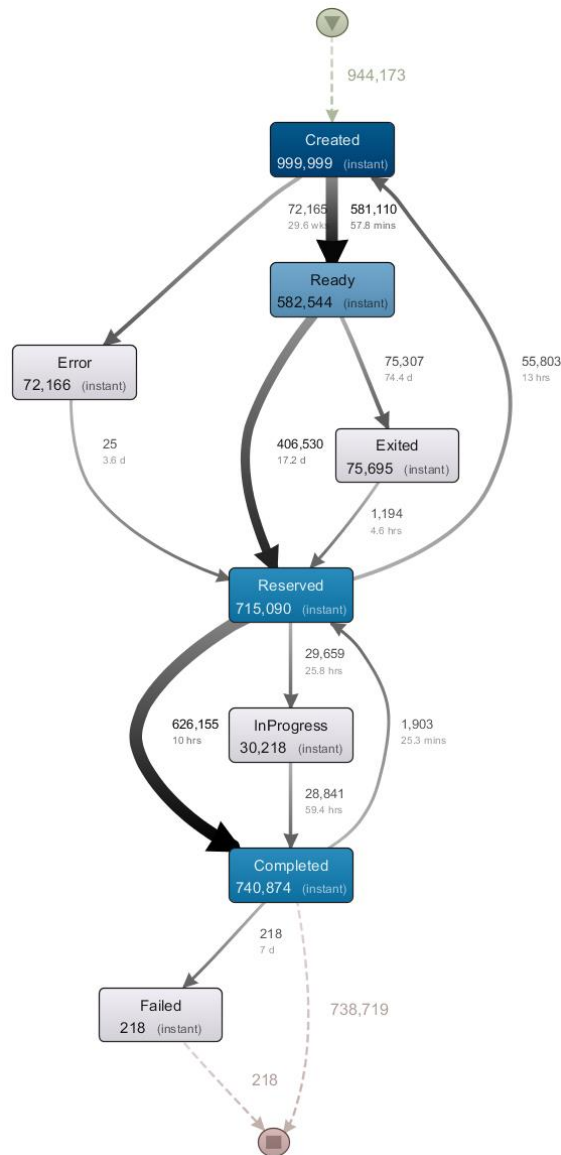 944,173
Created
999,999 (instant)
72,165 581,110
29.6 wks 57.8 mins
Ready
582,544 (instant)
Error
72,166 (instant)
75,307
74.4 d
55,803
13 hrs
25
3.6 d
406,530
17.2 d
Exited
75,695 (instant)
1,194
4.6 hrs
Reserved
715,090 (instant)
29,659
25.8 hrs
626,155
10 hrs
InProgress
30,218 (instant)
1,903
25.3 mins
28,841
59.4 hrs
Completed
740,874 (instant)
218
7 d
Failed
218 (instant)
738,719
218